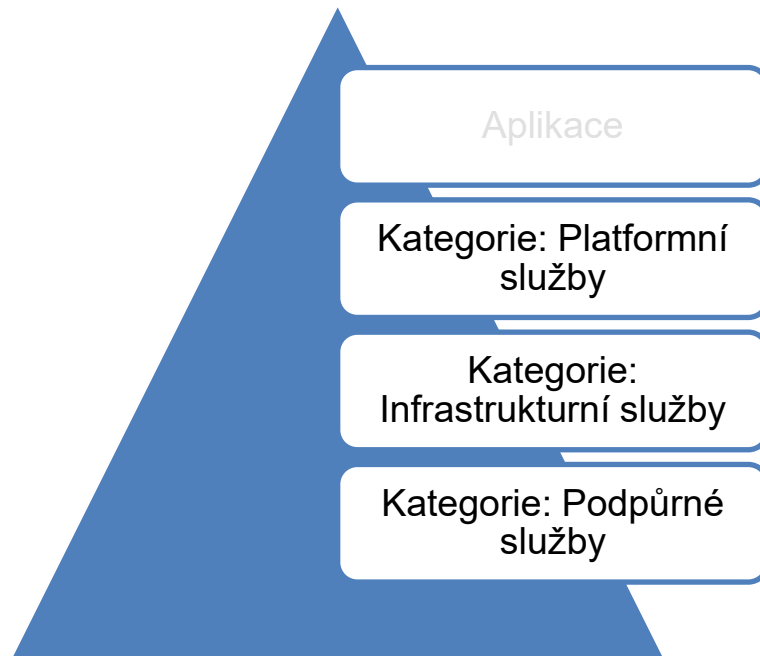 Aplikace
Kategorie: Platformní
služby
Kategorie:
Infrastrukturní služby
Kategorie: Podpůrné
služby